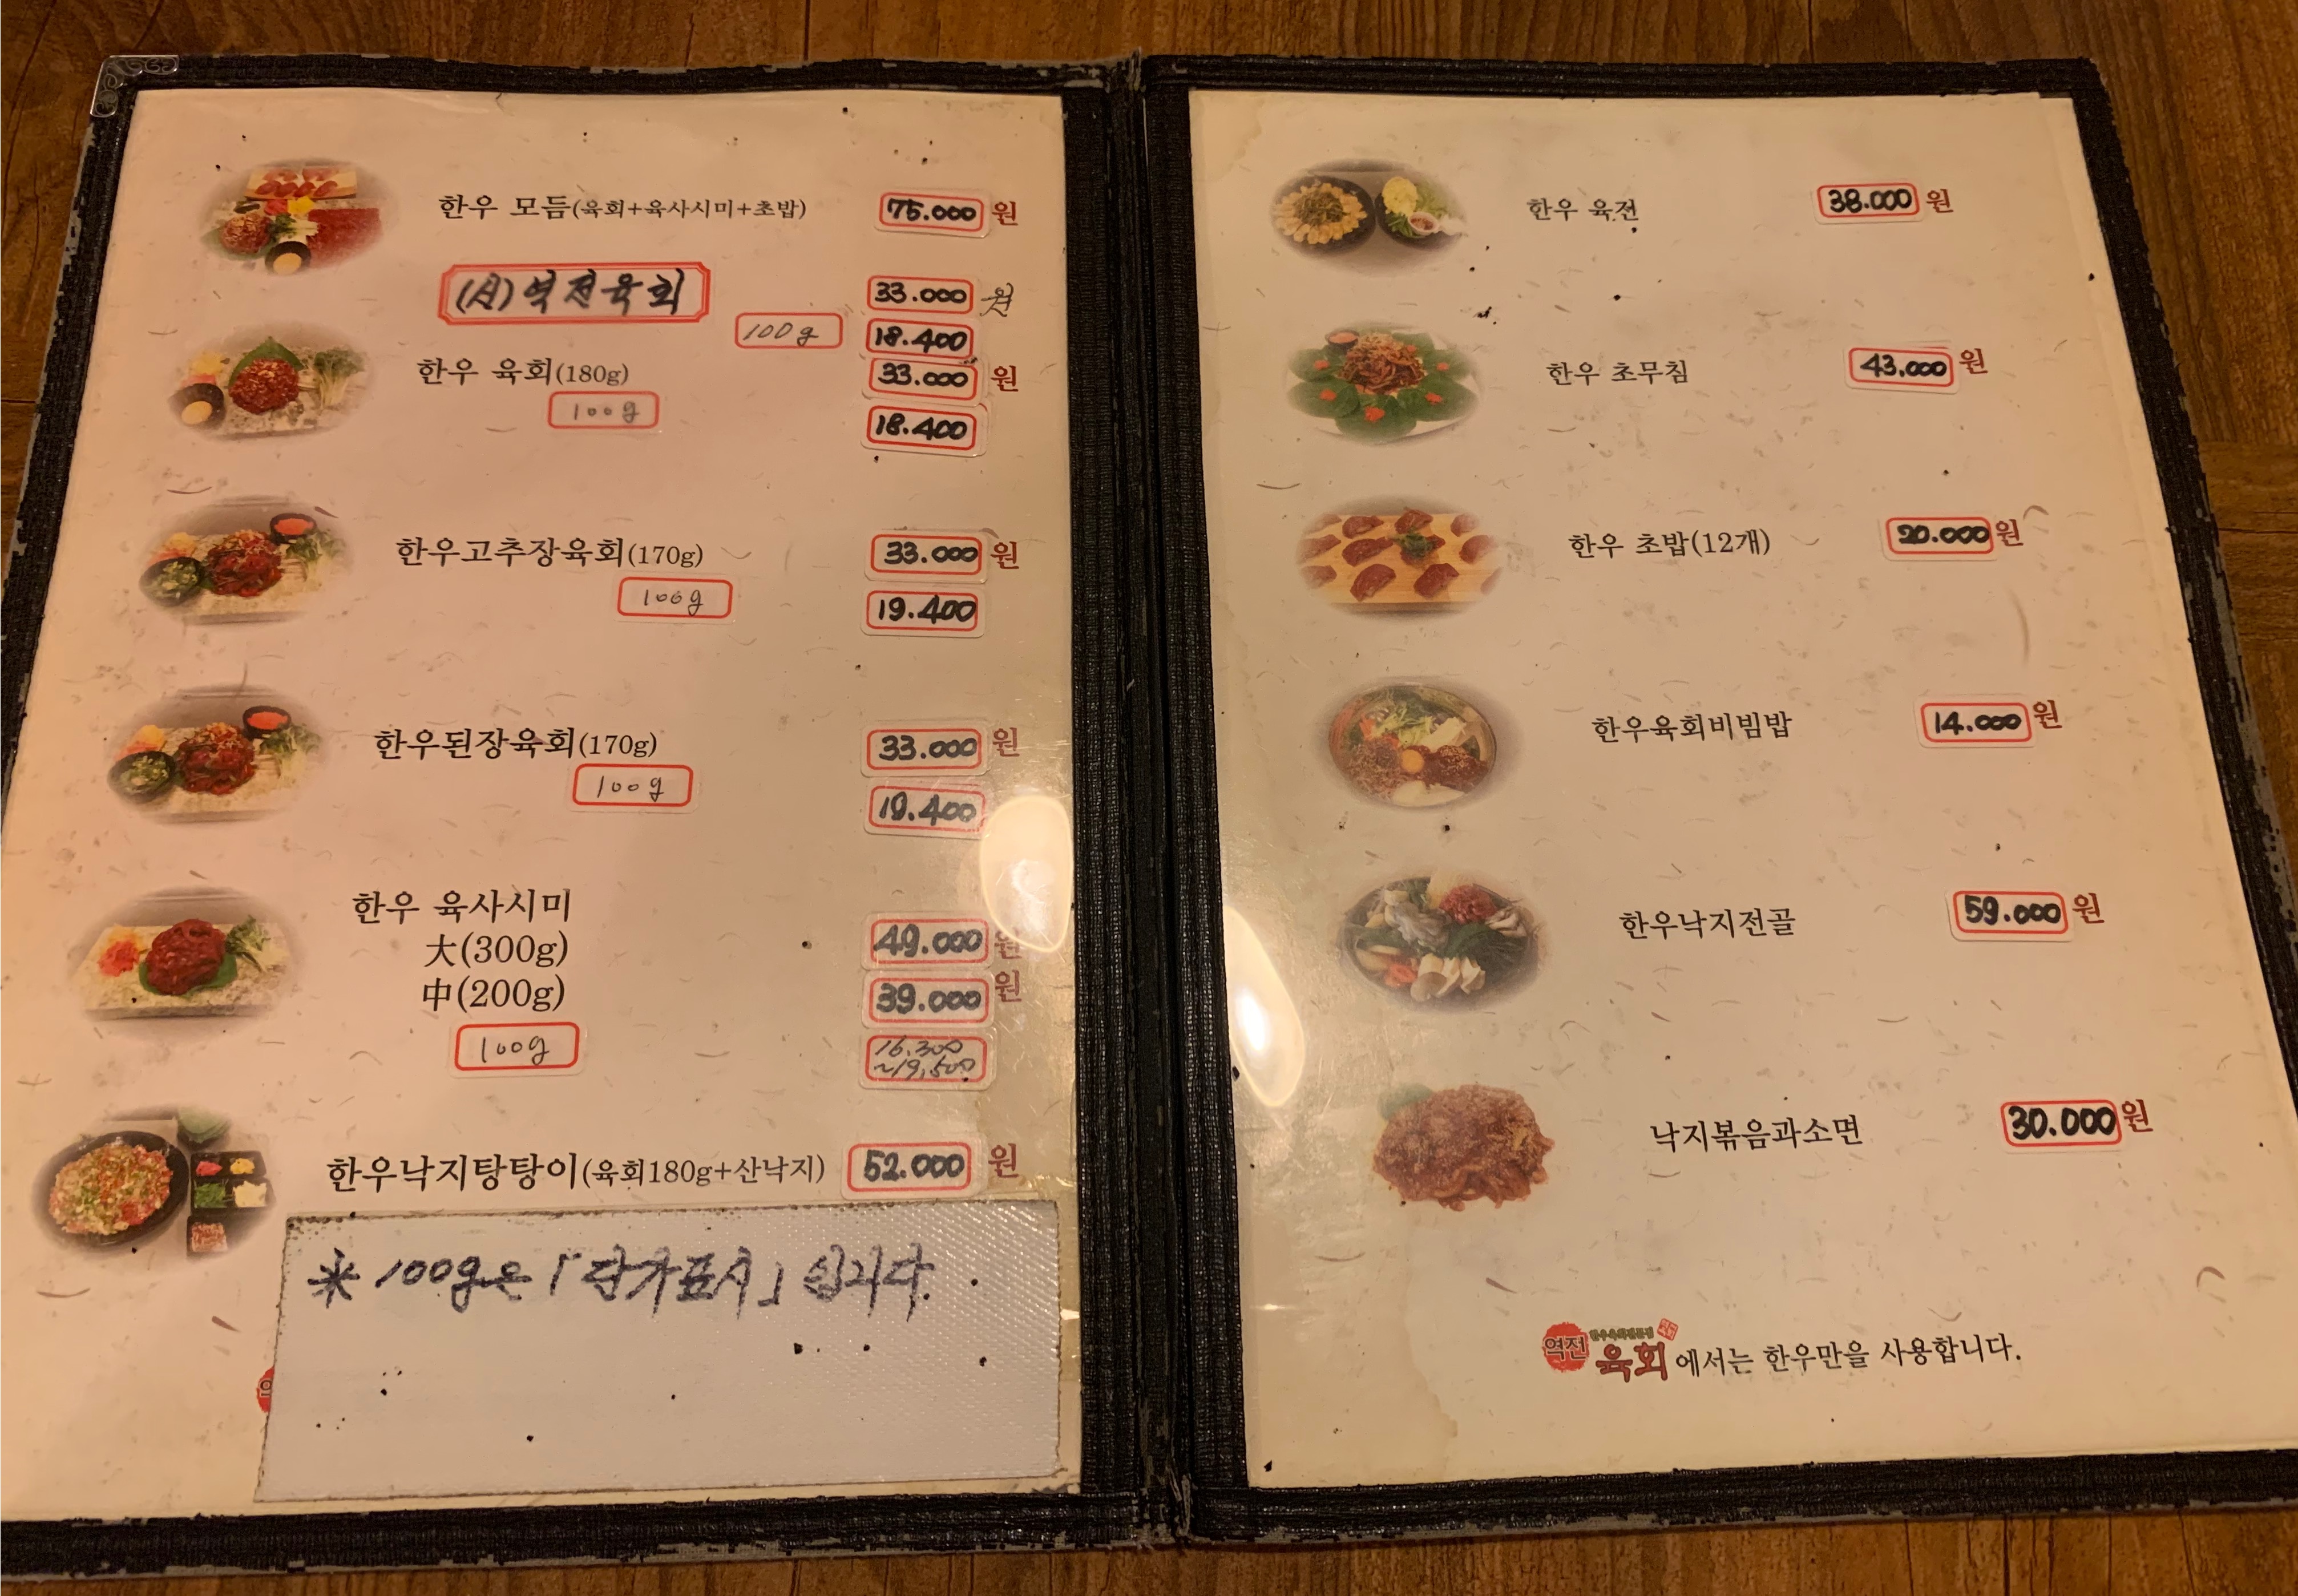 한우 모듬(육회+육사시미+초밥) 75.000 원
(신)역전육회 33.000 원
100g 18.400
한우 육회(180g) 33.000 원
100g 18.400
한우고추장육회(170g) 33.000 원
100g 19.400
한우된장육회(170g) 33.000 원
100g 19.400
한우 육사시미
大(300g) 49.000 원
中(200g) 39.000 원
100g 16.300
~19,500
한우낙지탕탕이(육회180g+산낙지) 52.000 원
※ 100g은 「단가표시」 입니다.
한우 육전 38.000 원
한우 초무침 43.000 원
한우 초밥(12개) 20.000 원
한우육회비빔밥 14.000 원
한우낙지전골 59.000 원
낙지볶음과소면 30.000 원
역전 한우육회전문점 육회 에서는 한우만을 사용합니다.